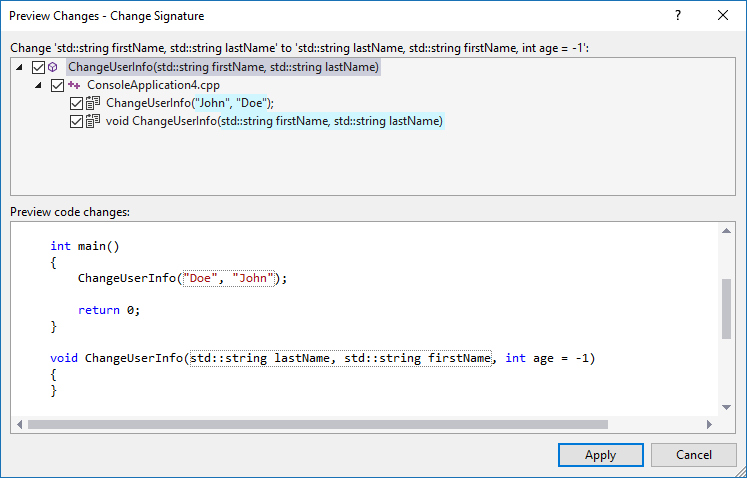 Preview Changes - Change Signature
Change 'std::string firstName, std::string lastName' to 'std::string lastName, std::string firstName, int age = -1':
ChangeUserInfo(std::string firstName, std::string lastName)
ConsoleApplication4.cpp
ChangeUserInfo("John", "Doe");
void ChangeUserInfo(std::string firstName, std::string lastName)
Preview code changes:
int main()
{
ChangeUserInfo("Doe", "John");
return 0;
}
void ChangeUserInfo(std::string lastName, std::string firstName, int age = -1)
{
}
Apply Cancel